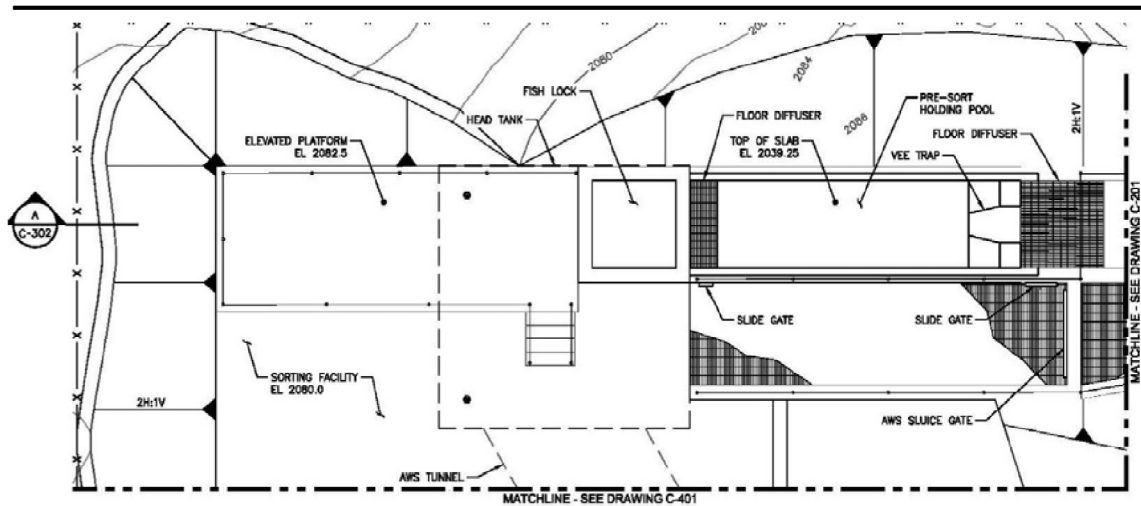 2080
2084
2086
FISH LOCK
HEAD TANK
FLOOR DIFFUSER
PRE-SORT
HOLDING POOL
FLOOR DIFFUSER
2H:1V
ELEVATED PLATFORM
EL 2082.5
TOP OF SLAB
EL 2039.25
VEE TRAP
A
C-302
MATCHLINE - SEE DRAWING C-201
SLIDE GATE
SLIDE GATE
SORTING FACILITY
EL 2080.0
2H:1V
AWS SLUICE GATE
AWS TUNNEL
MATCHLINE - SEE DRAWING C-401